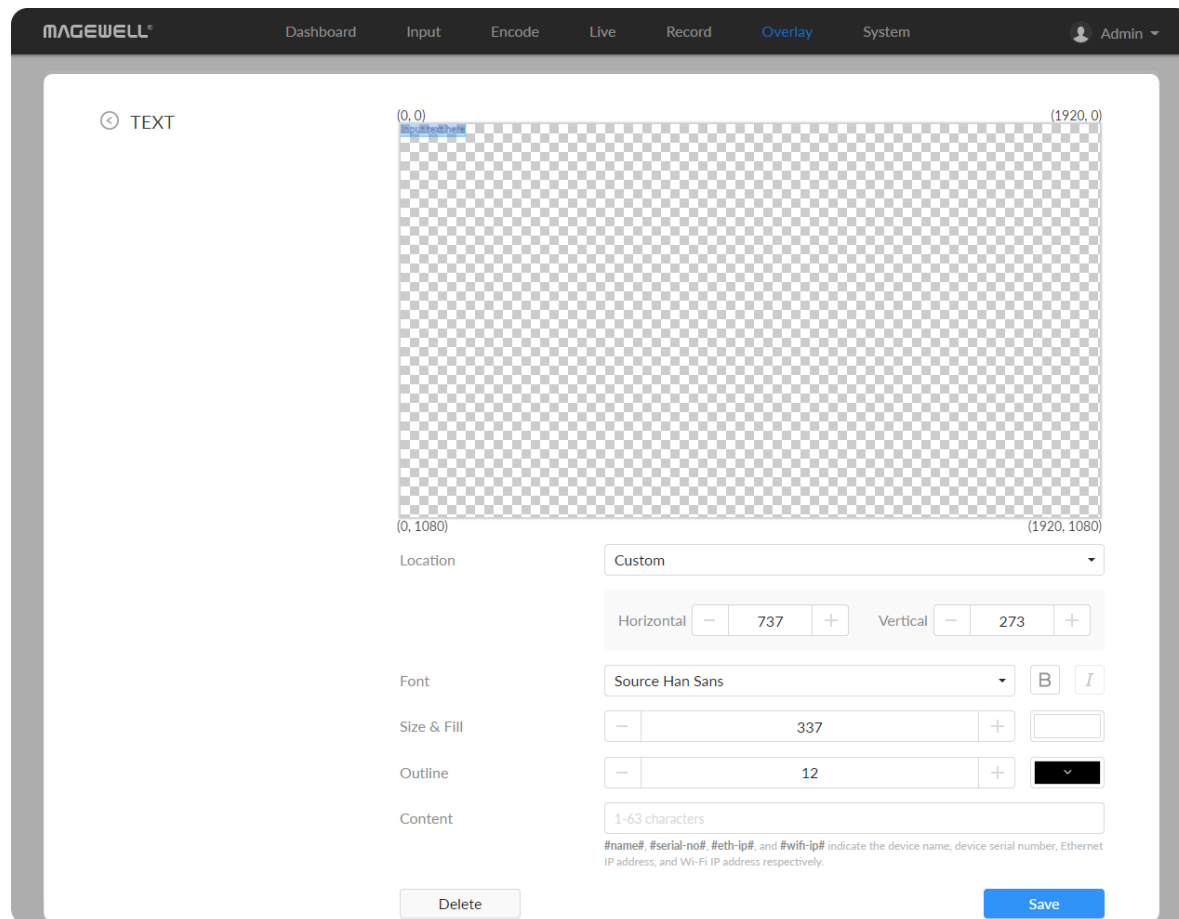 MAGEWELL®
Dashboard Input Encode Live Record Overlay System Admin
TEXT
(0, 0) (1920, 0)
Input text here
(0, 1080) (1920, 1080)
Location Custom
Horizontal − 737 + Vertical − 273 +
Font Source Han Sans B I
Size & Fill − 337 +
Outline − 12 +
Content 1-63 characters
#name#, #serial-no#, #eth-ip#, and #wifi-ip# indicate the device name, device serial number, Ethernet
IP address, and Wi-Fi IP address respectively.
Delete Save